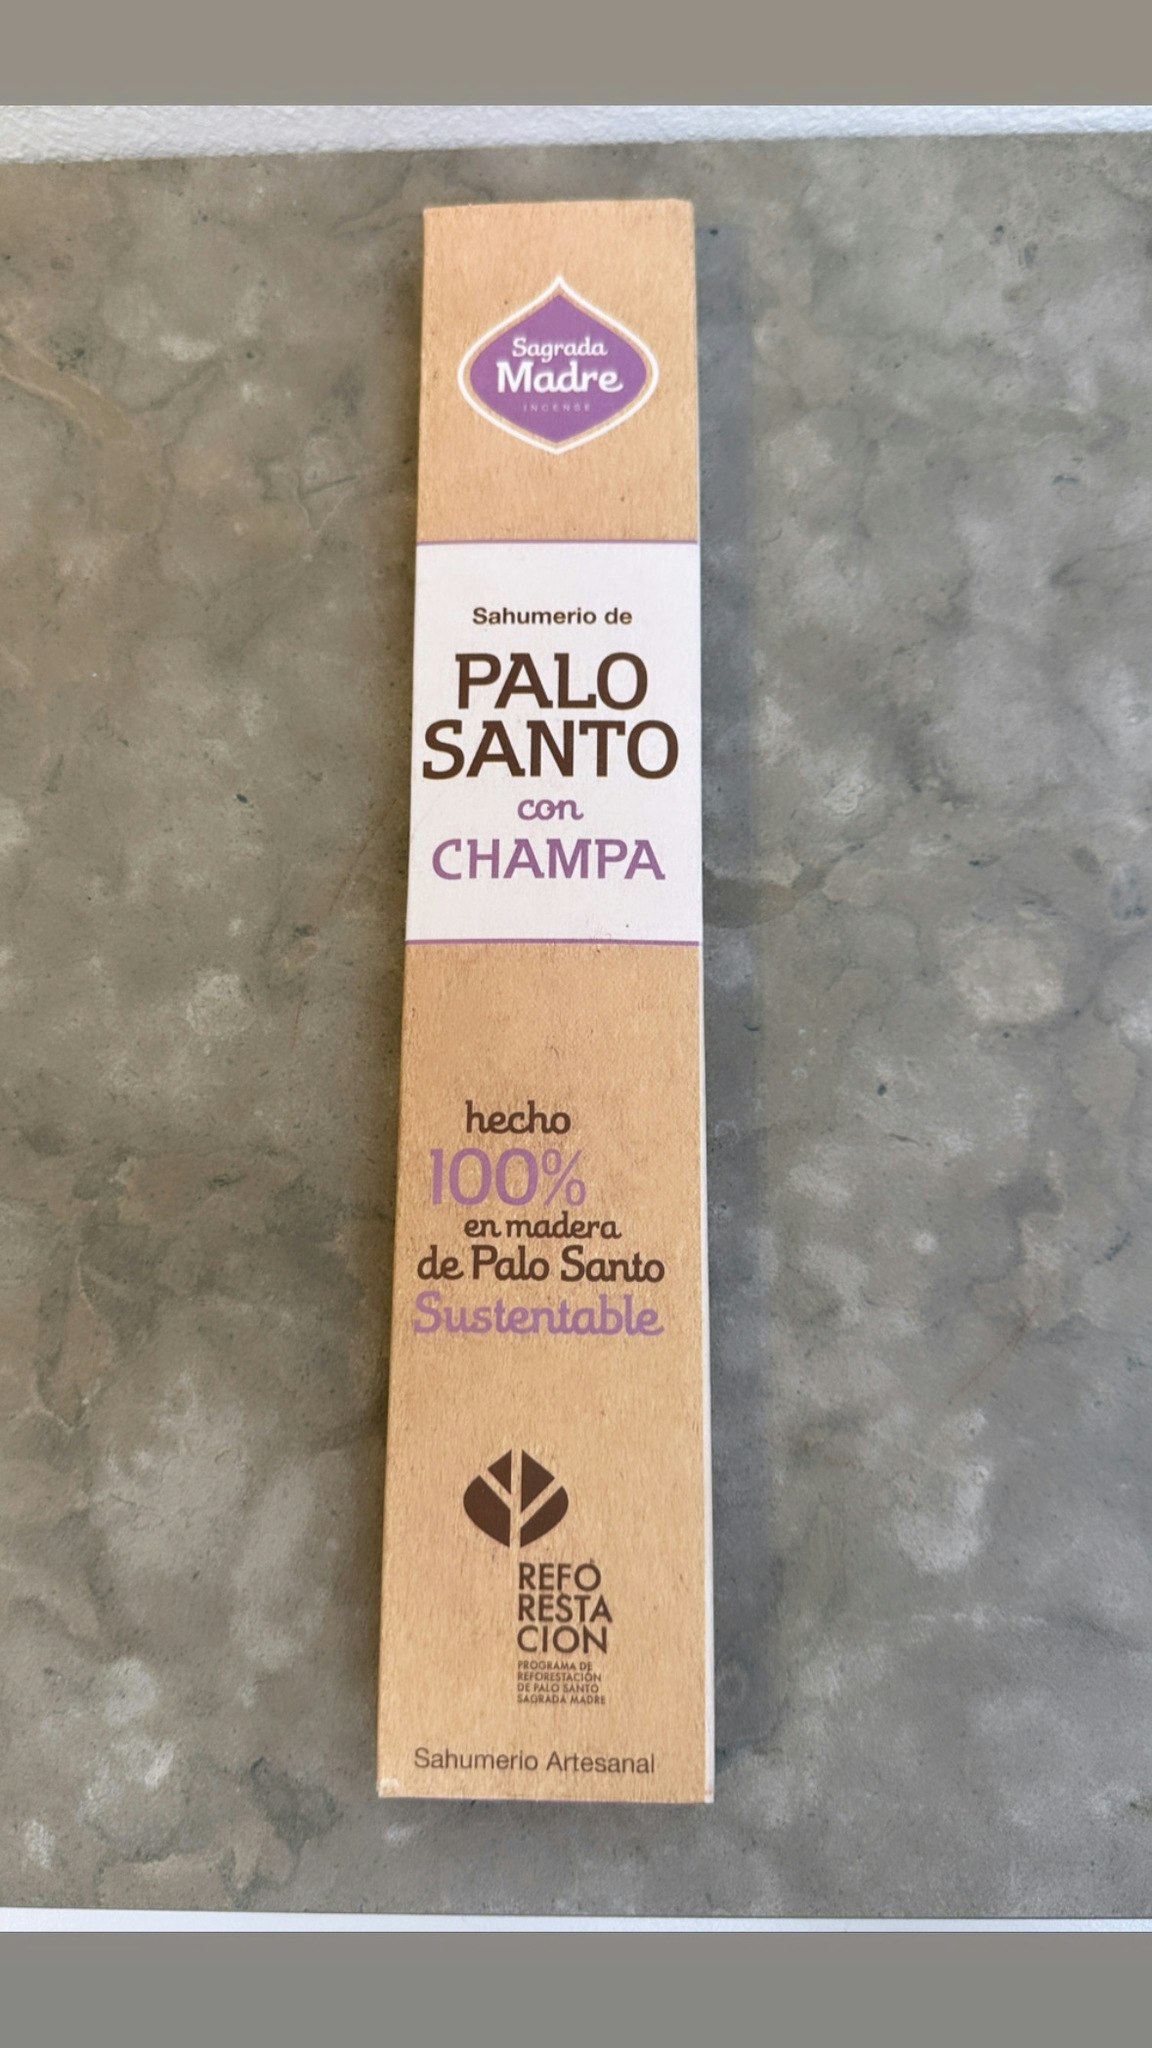 Sagrada
Madre
INCENSE
Sahumerio de
PALO
SANTO
con
CHAMPA
hecho
100%
en madera
de Palo Santo
Sustentable
REFO
RESTA
CION
PROGRAMA DE
REFORESTACIÓN
DE PALO SANTO
SAGRADA MADRE
Sahumerio Artesanal